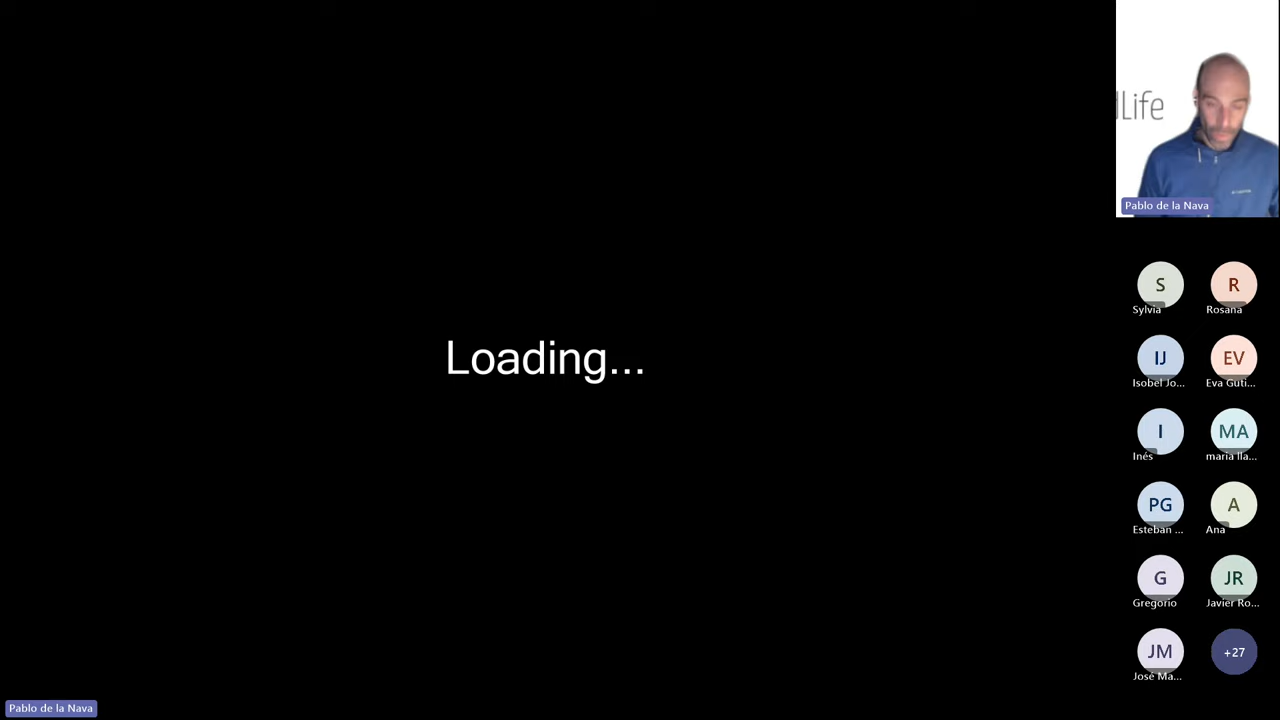 dLife
Pablo de la Nava
S
Sylvia
R
Rosana
IJ
Isobel Jo...
EV
Eva Guti...
I
Inés
MA
maria lla...
PG
Esteban ...
A
Ana
G
Gregorio
JR
Javier Ro...
JM
José Ma...
+27
Loading...
Pablo de la Nava